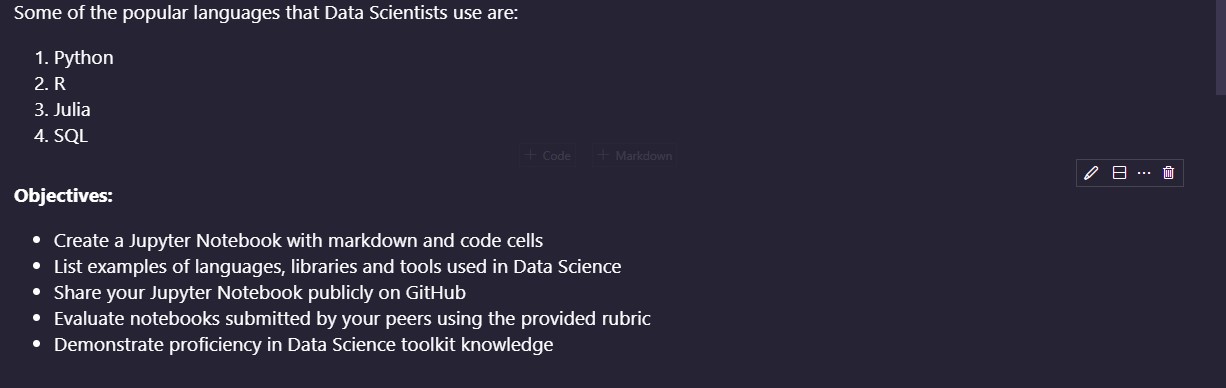 Some of the popular languages that Data Scientists use are:
1. Python
2. R
3. Julia
4. SQL
+ Code + Markdown
Objectives:
• Create a Jupyter Notebook with markdown and code cells
• List examples of languages, libraries and tools used in Data Science
• Share your Jupyter Notebook publicly on GitHub
• Evaluate notebooks submitted by your peers using the provided rubric
• Demonstrate proficiency in Data Science toolkit knowledge